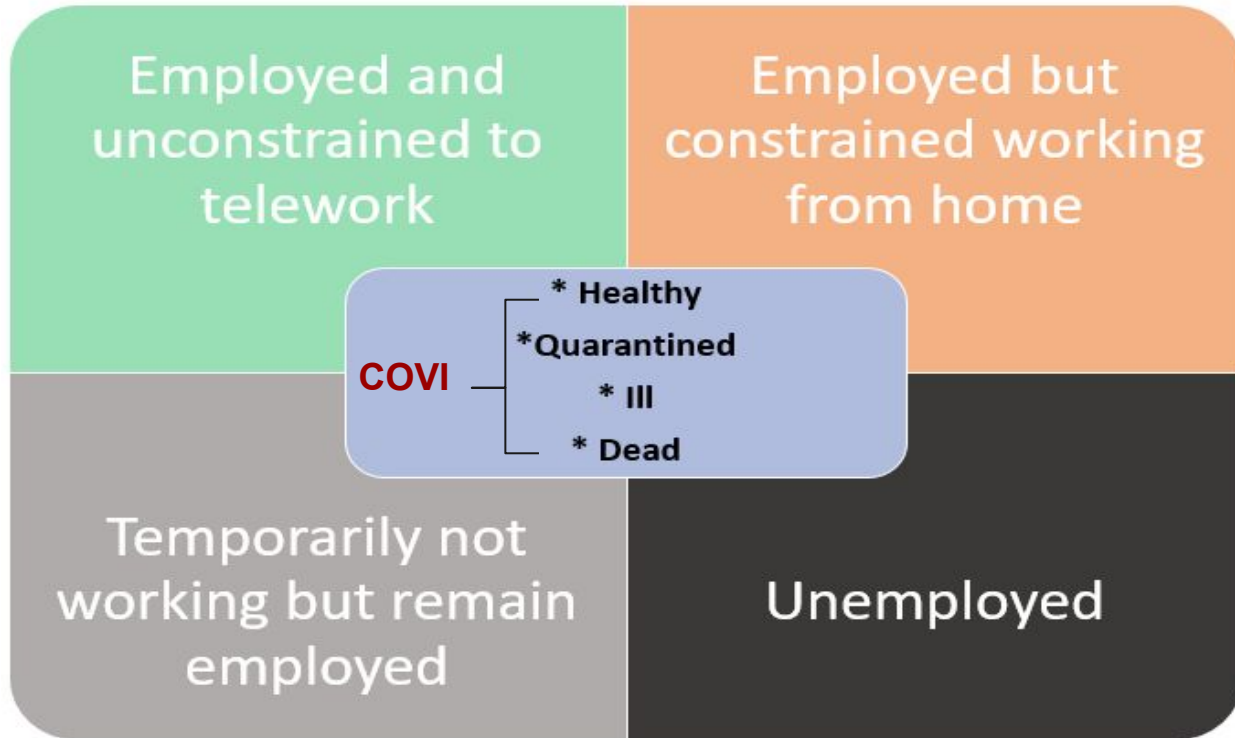 Employed and
unconstrained to
telework
Employed but
constrained working
from home
COVI
* Healthy
*Quarantined
* Ill
* Dead
Temporarily not
working but remain
employed
Unemployed